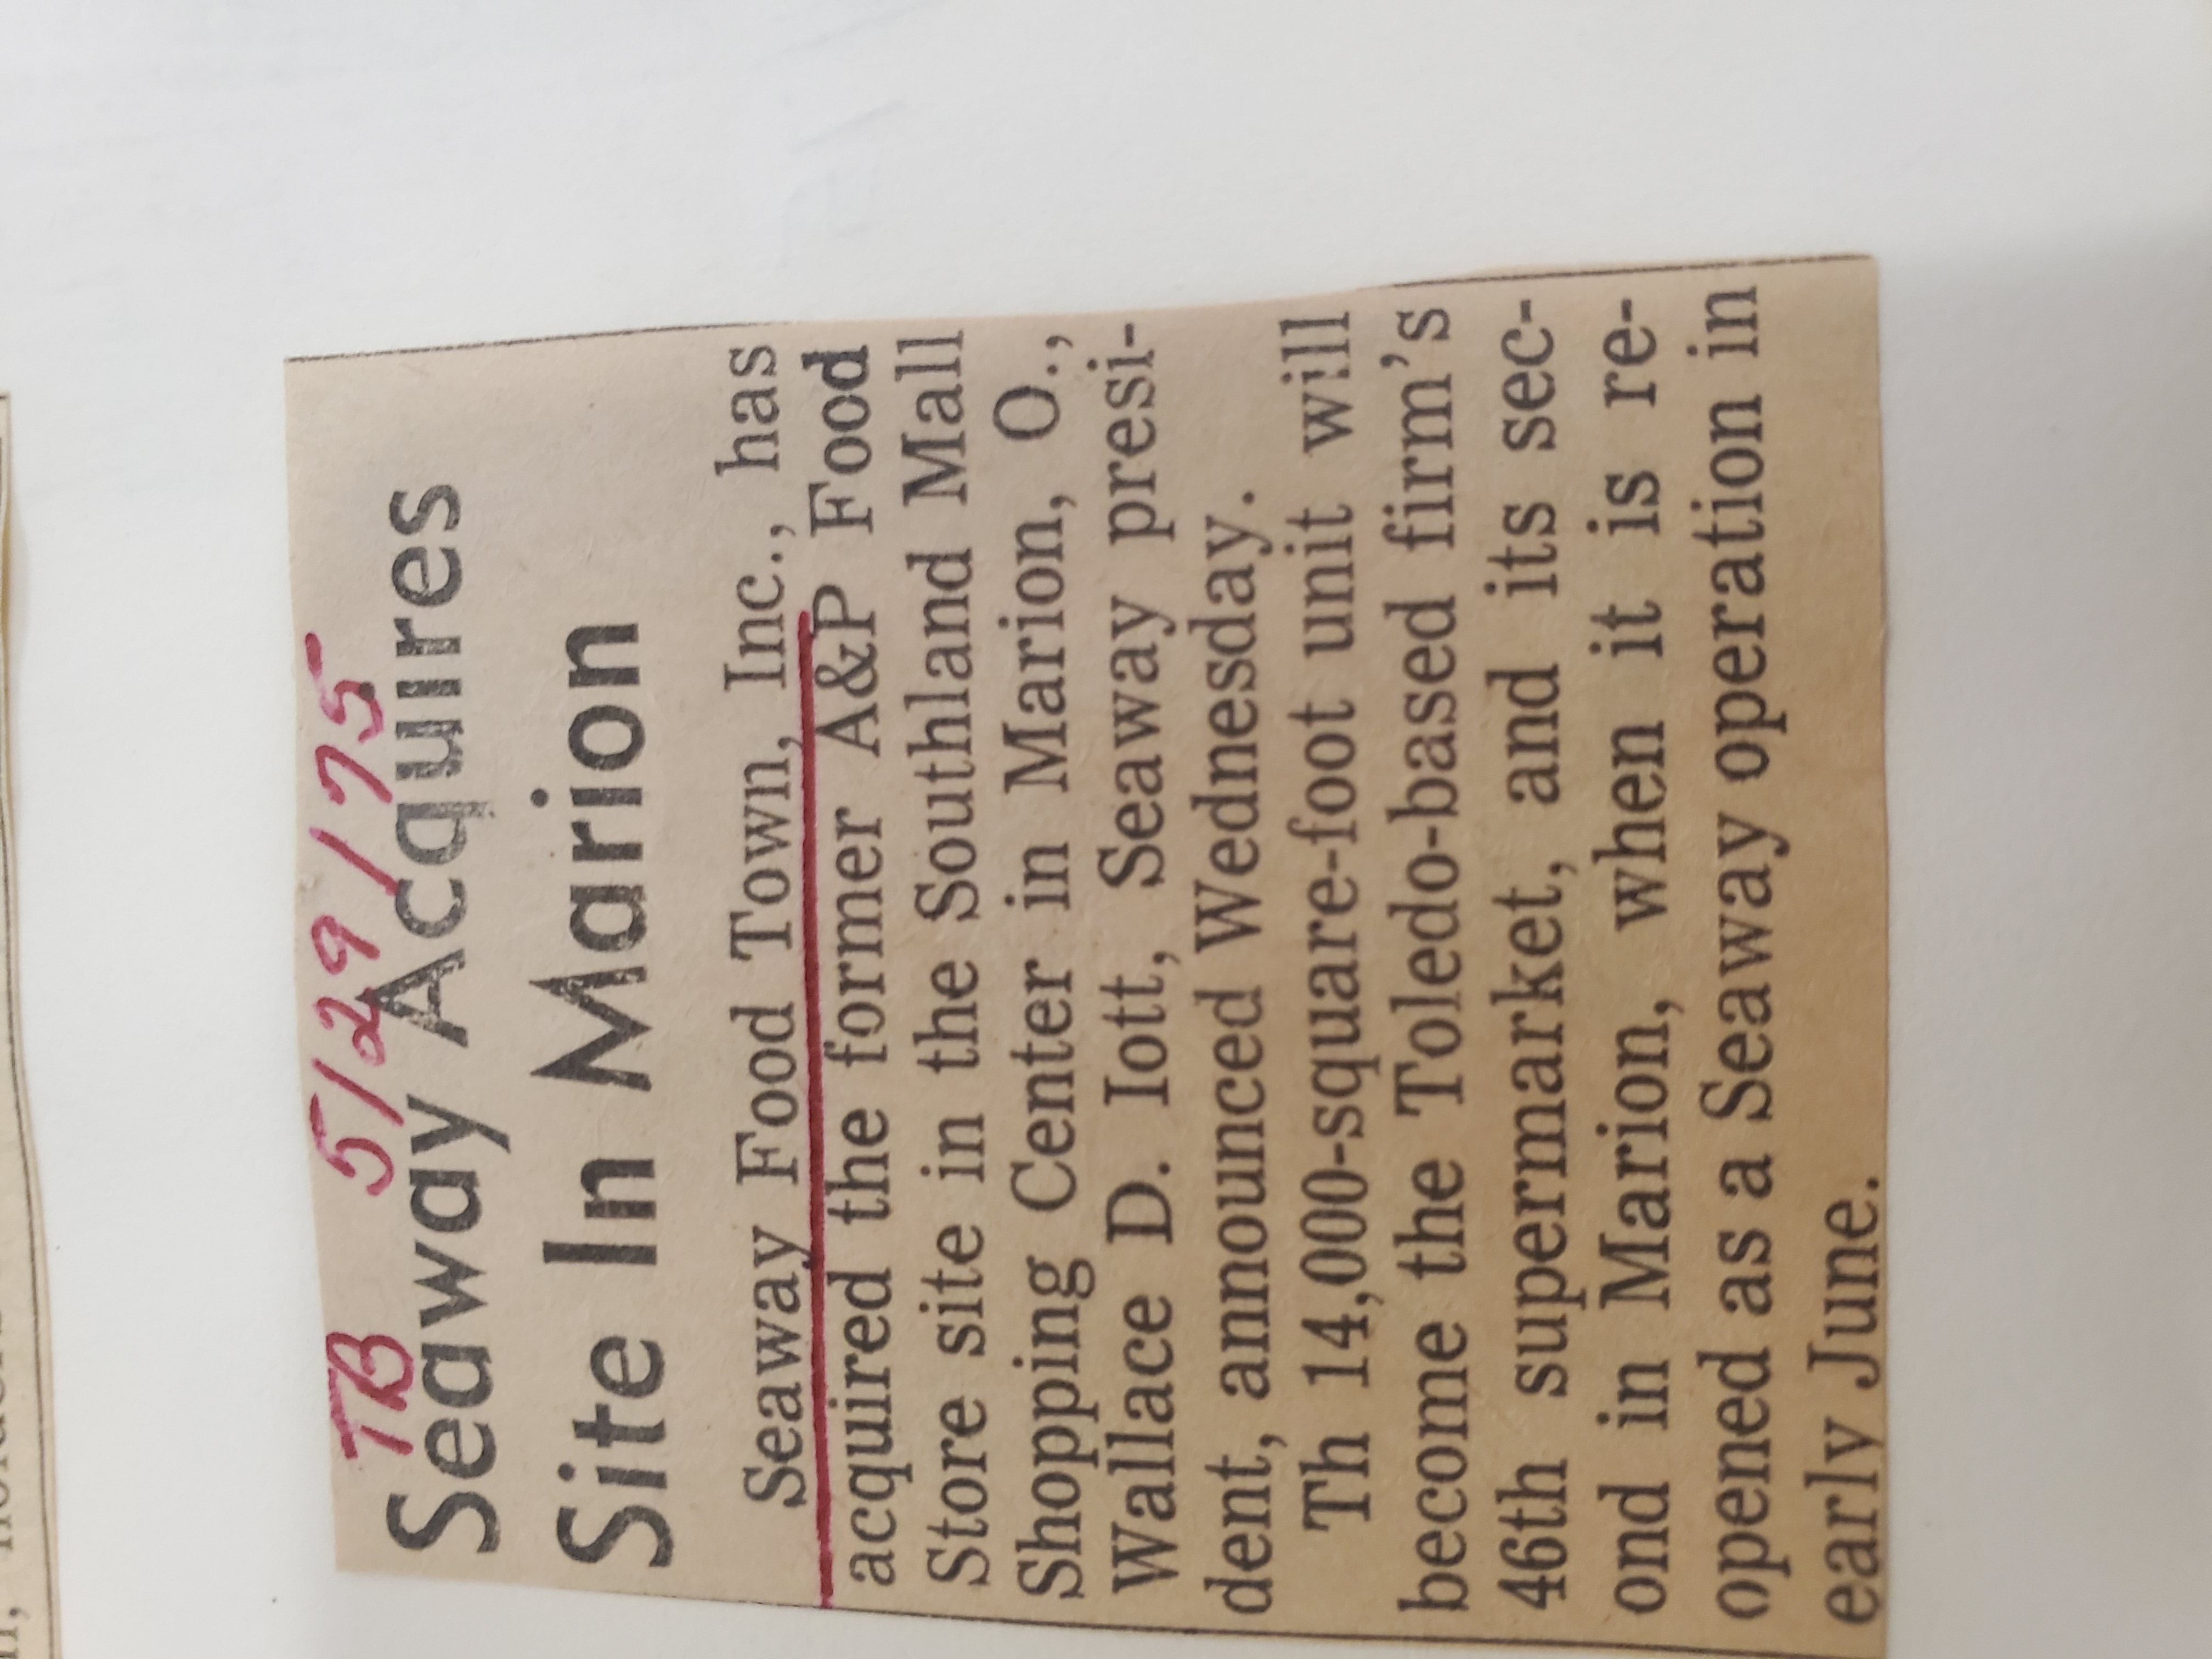 TB 5/29/75
Seaway Acquires
Site In Marion
Seaway Food Town, Inc., has
acquired the former A&P Food
Store site in the Southland Mall
Shopping Center in Marion, O.,
Wallace D. Iott, Seaway presi-
dent, announced Wednesday.
Th 14,000-square-foot unit will
become the Toledo-based firm's
46th supermarket, and its sec-
ond in Marion, when it is re-
opened as a Seaway operation in
early June.